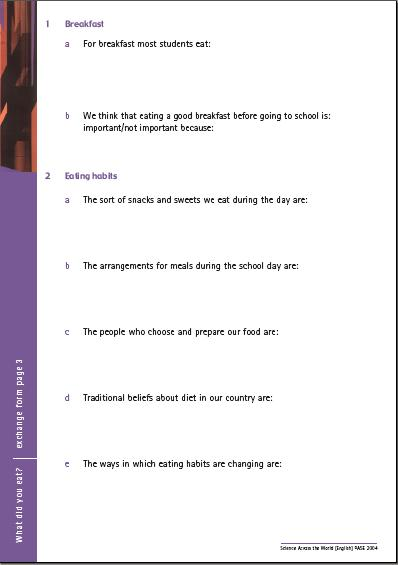 1 Breakfast
a For breakfast most students eat:
b We think that eating a good breakfast before going to school is:
important/not important because:
2 Eating habits
a The sort of snacks and sweets we eat during the day are:
b The arrangements for meals during the school day are:
c The people who choose and prepare our food are:
d Traditional beliefs about diet in our country are:
e The ways in which eating habits are changing are:
What did you eat? exchange form page 3
Science Across the World [English] ©ASE 2004